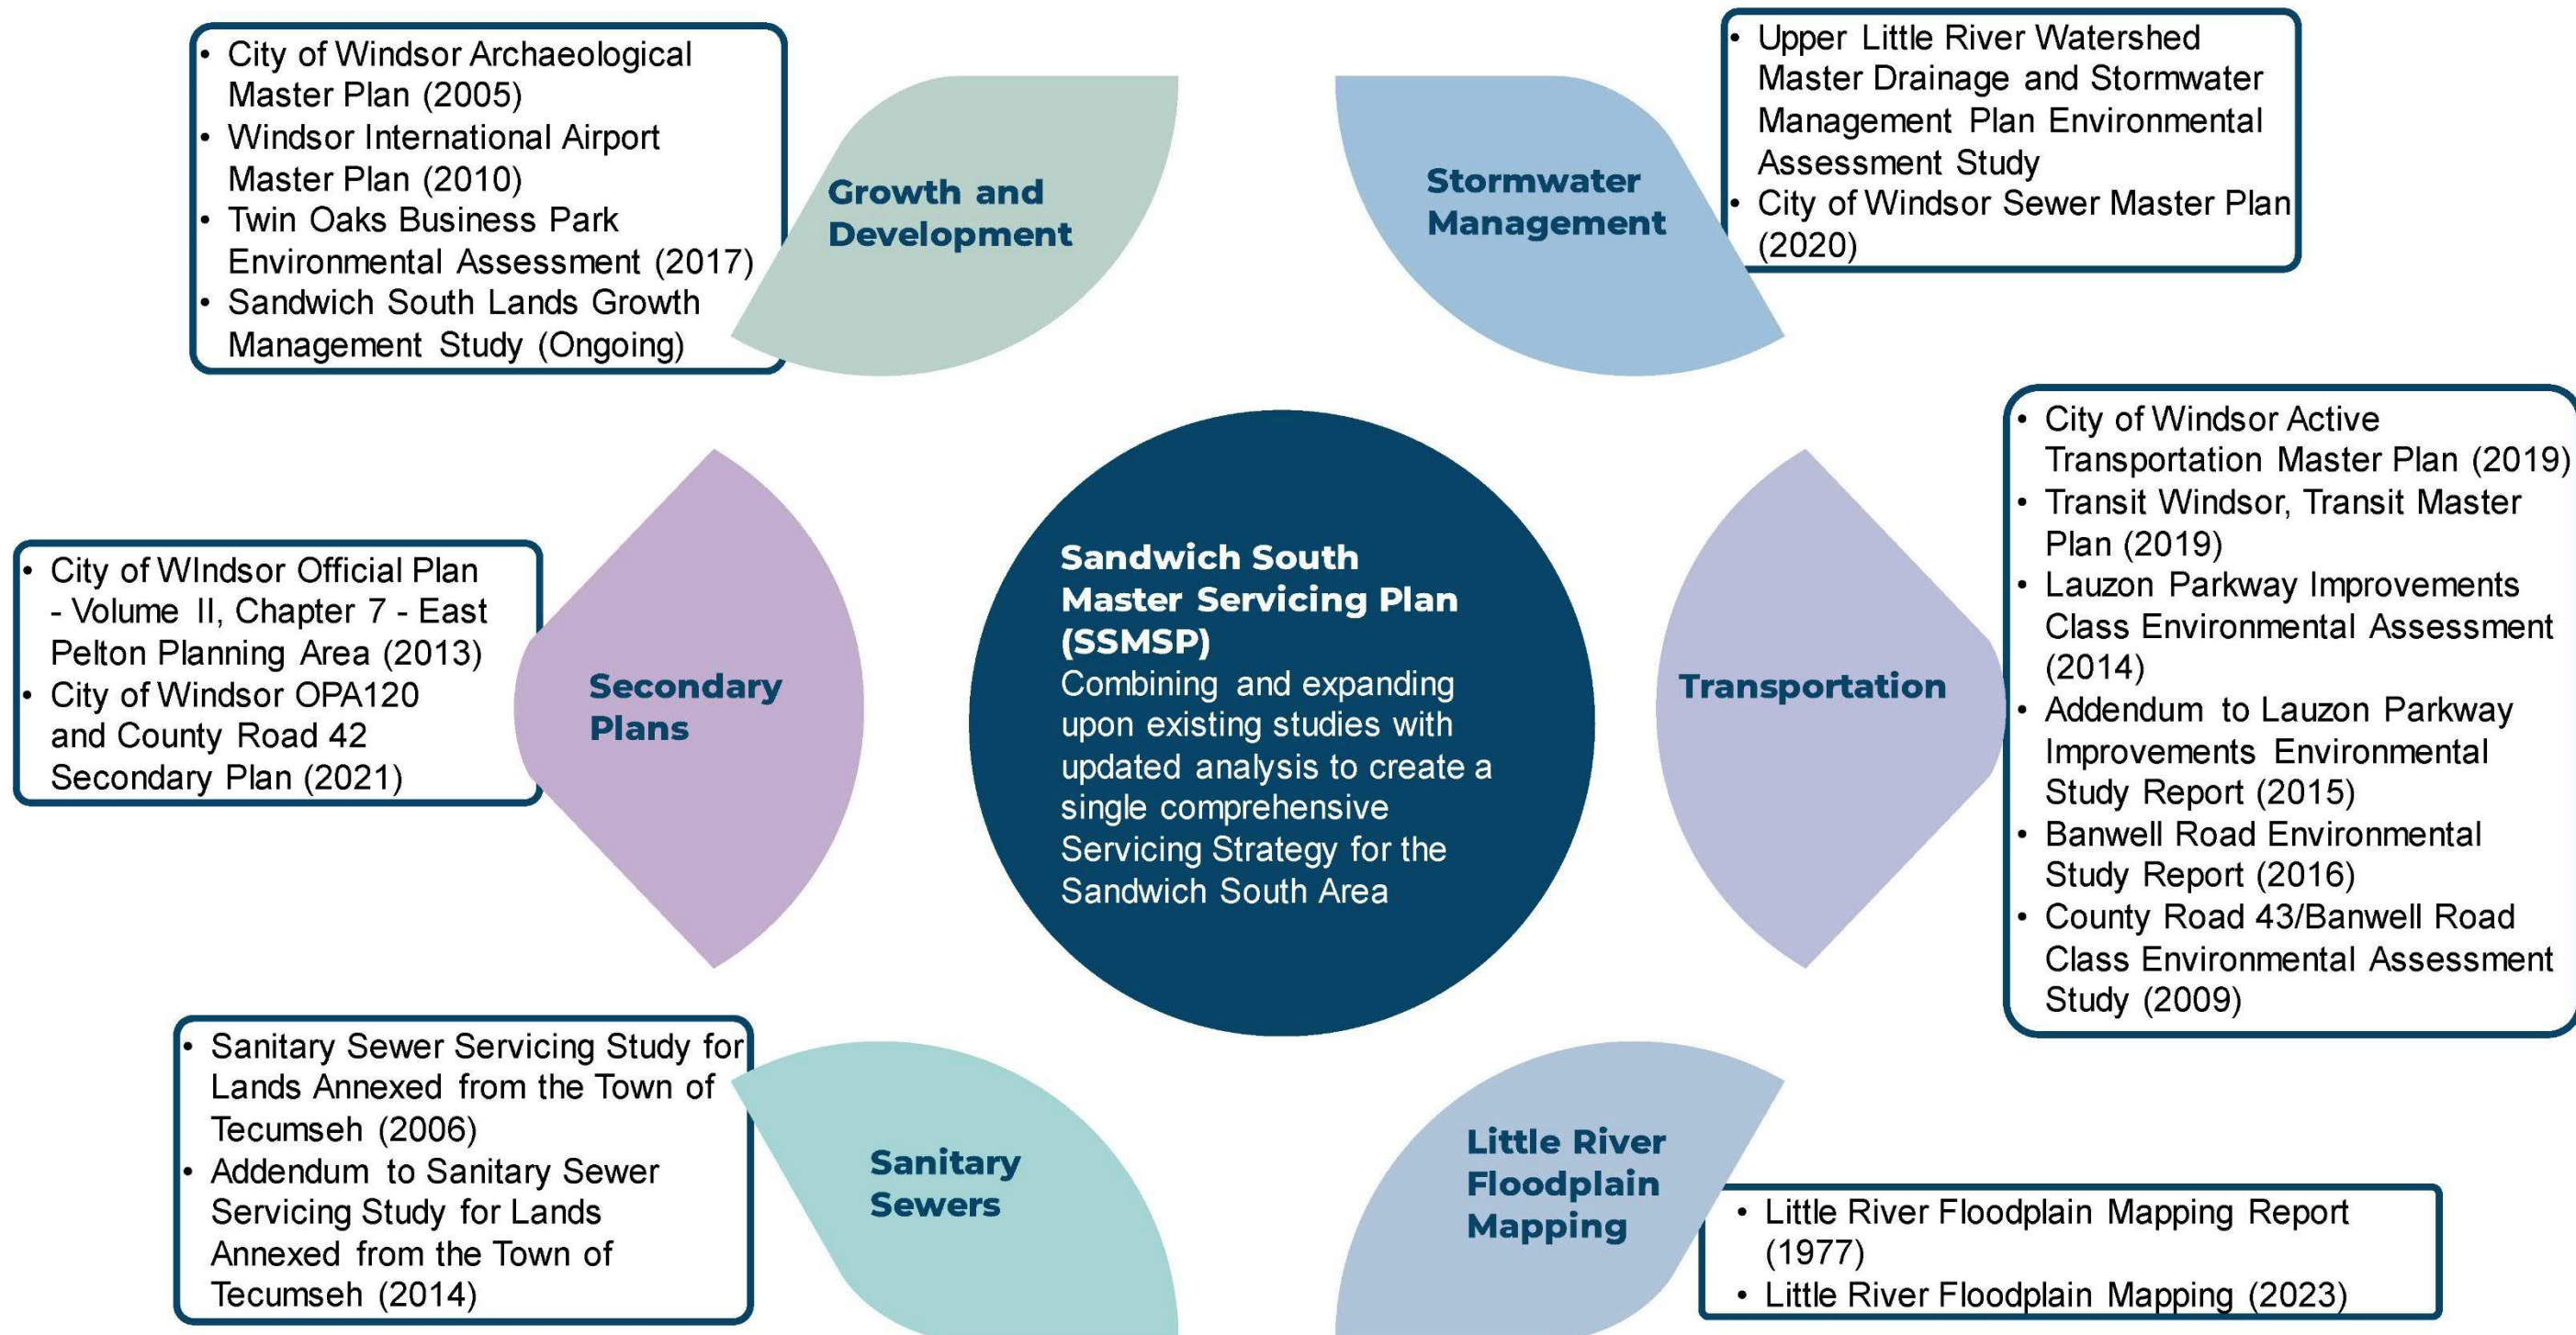 • City of Windsor Archaeological
Master Plan (2005)
• Windsor International Airport
Master Plan (2010)
• Twin Oaks Business Park
Environmental Assessment (2017)
• Sandwich South Lands Growth
Management Study (Ongoing)
Growth and
Development
Stormwater
Management
• Upper Little River Watershed
Master Drainage and Stormwater
Management Plan Environmental
Assessment Study
• City of Windsor Sewer Master Plan
(2020)
• City of WIndsor Official Plan
- Volume II, Chapter 7 - East
Pelton Planning Area (2013)
• City of Windsor OPA120
and County Road 42
Secondary Plan (2021)
Secondary
Plans
Sandwich South
Master Servicing Plan
(SSMSP)
Combining and expanding
upon existing studies with
updated analysis to create a
single comprehensive
Servicing Strategy for the
Sandwich South Area
Transportation
• City of Windsor Active
Transportation Master Plan (2019)
• Transit Windsor, Transit Master
Plan (2019)
• Lauzon Parkway Improvements
Class Environmental Assessment
(2014)
• Addendum to Lauzon Parkway
Improvements Environmental
Study Report (2015)
• Banwell Road Environmental
Study Report (2016)
• County Road 43/Banwell Road
Class Environmental Assessment
Study (2009)
• Sanitary Sewer Servicing Study for
Lands Annexed from the Town of
Tecumseh (2006)
• Addendum to Sanitary Sewer
Servicing Study for Lands
Annexed from the Town of
Tecumseh (2014)
Sanitary
Sewers
Little River
Floodplain
Mapping
• Little River Floodplain Mapping Report
(1977)
• Little River Floodplain Mapping (2023)